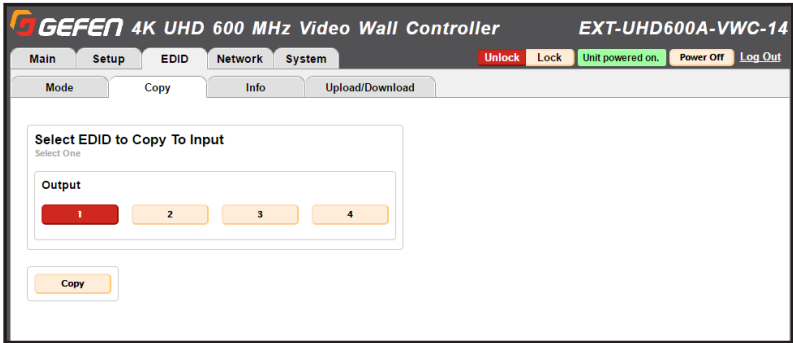 GEFEN 4K UHD 600 MHz Video Wall Controller EXT-UHD600A-VWC-14
Main Setup EDID Network System Unlock Lock Unit powered on. Power Off Log Out
Mode Copy Info Upload/Download
Select EDID to Copy To Input
Select One
Output
1 2 3 4
Copy